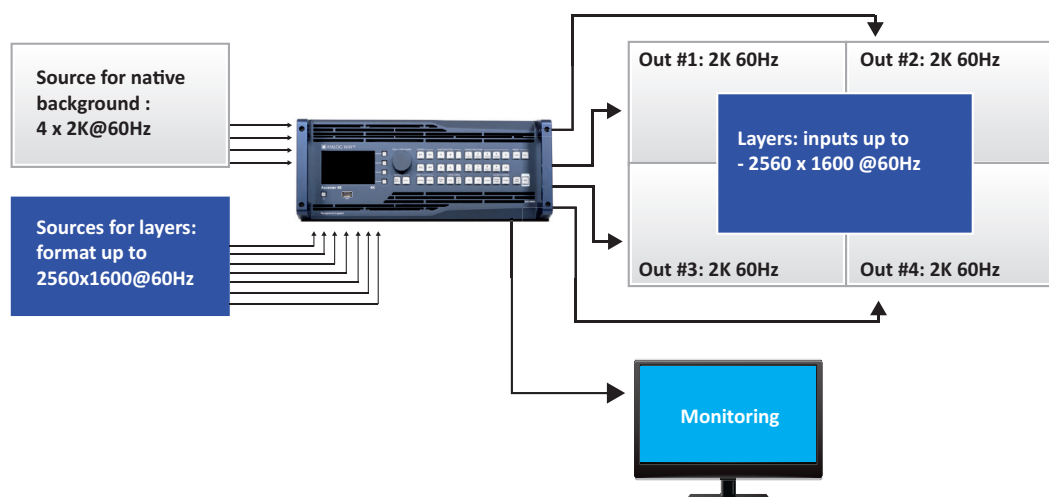 Source for native
background :
4 x 2K@60Hz
Sources for layers:
format up to
2560x1600@60Hz
Out #1: 2K 60Hz
Out #2: 2K 60Hz
Layers: inputs up to
- 2560 x 1600 @60Hz
Out #3: 2K 60Hz
Out #4: 2K 60Hz
Monitoring